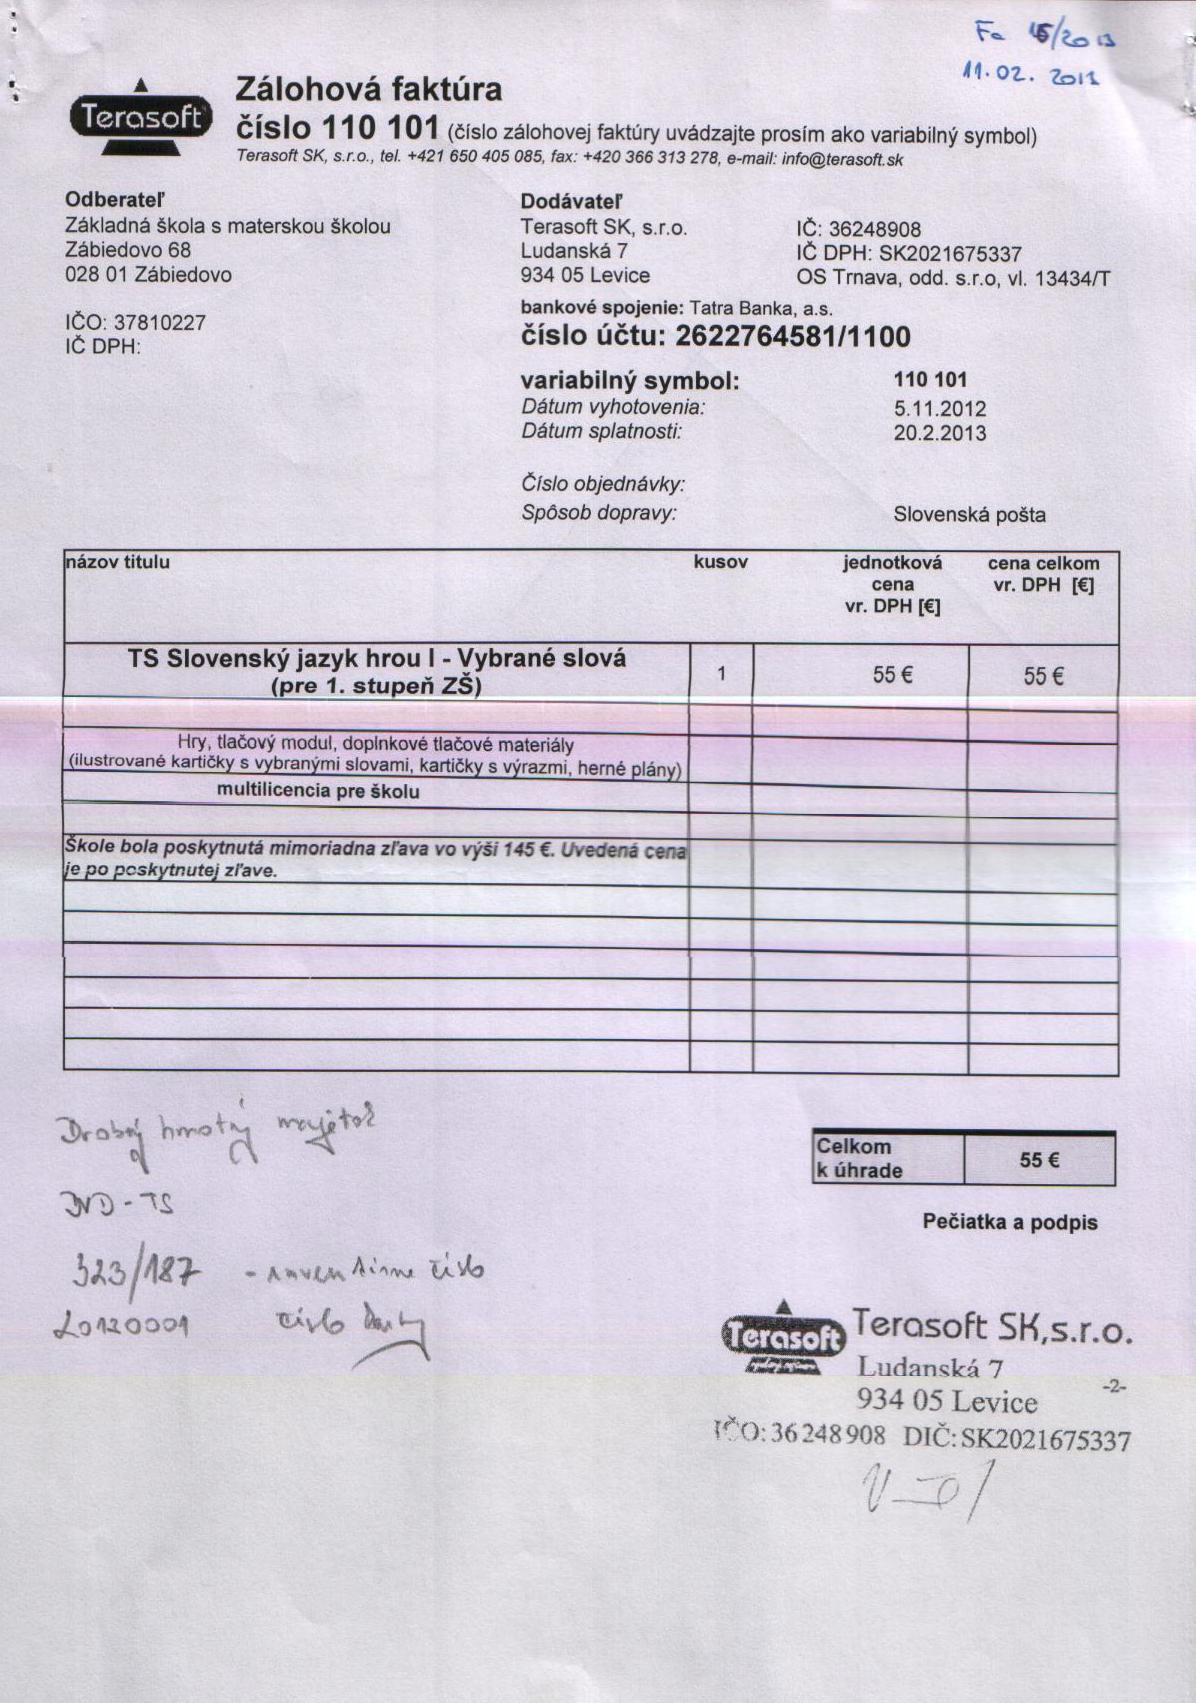 Fa 15/2013
11.02. 2013
Terasoft
Zálohová faktúra
číslo 110 101 (číslo zálohovej faktúry uvádzajte prosím ako variabilný symbol)
Terasoft SK, s.r.o., tel. +421 650 405 085, fax: +420 366 313 278, e-mail: info@terasoft.sk
Odberateľ
Základná škola s materskou školou
Zábiedovo 68
028 01 Zábiedovo
IČO: 37810227
IČ DPH:
Dodávateľ
Terasoft SK, s.r.o. IČ: 36248908
Ludanská 7 IČ DPH: SK2021675337
934 05 Levice OS Trnava, odd. s.r.o, vl. 13434/T
bankové spojenie: Tatra Banka, a.s.
číslo účtu: 2622764581/1100
variabilný symbol: 110 101
Dátum vyhotovenia: 5.11.2012
Dátum splatnosti: 20.2.2013
Číslo objednávky:
Spôsob dopravy: Slovenská pošta
názov titulu kusov jednotková cena celkom
cena vr. DPH [€]
vr. DPH [€]
TS Slovenský jazyk hrou I - Vybrané slová
(pre 1. stupeň ZŠ) 1 55 € 55 €
Hry, tlačový modul, doplnkové tlačové materiály
(ilustrované kartičky s vybranými slovami, kartičky s výrazmi, herné plány)
multilicencia pre školu
Škole bola poskytnutá mimoriadna zľava vo výši 145 €. Uvedená cena
je po poskytnutej zľave.
Drobný hmotný majetok
DVD-TS
323/187 - inventárne číslo
20120001 číslo karty
Celkom
k úhrade 55 €
Pečiatka a podpis
Terasoft Terasoft SK,s.r.o.
Ludanská 7
-2-
934 05 Levice
IČO:36248908 DIČ:SK2021675337